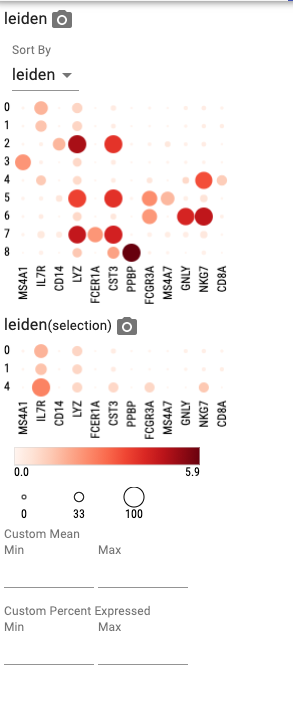 leiden
Sort By
leiden
0
1
2
3
4
5
6
7
8
MS4A1 IL7R CD14 LYZ FCER1A CST3 PPBP FCGR3A MS4A7 GNLY NKG7 CD8A
leiden(selection)
0
1
4
MS4A1 IL7R CD14 LYZ FCER1A CST3 PPBP FCGR3A MS4A7 GNLY NKG7 CD8A
0.0 5.9
0 33 100
Custom Mean
Min Max
Custom Percent Expressed
Min Max